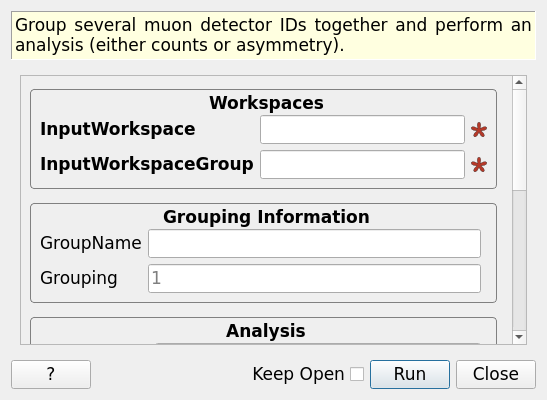 Group several muon detector IDs together and perform an
analysis (either counts or asymmetry).
Workspaces
InputWorkspace
InputWorkspaceGroup
Grouping Information
GroupName
Grouping 1
Analysis
? Keep Open Run Close